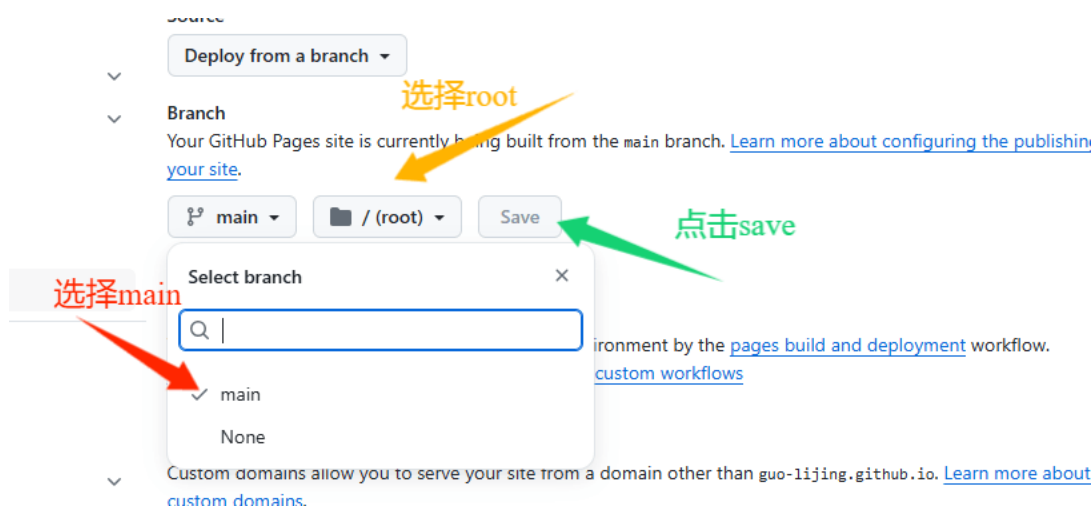 Source
Deploy from a branch
选择root
Branch
Your GitHub Pages site is currently being built from the main branch. Learn more about configuring the publishing
your site.
main
/ (root)
Save
点击save
Select branch
选择main
ironment by the pages build and deployment workflow.
custom workflows
main
None
Custom domains allow you to serve your site from a domain other than guo-lijing.github.io. Learn more about
custom domains.